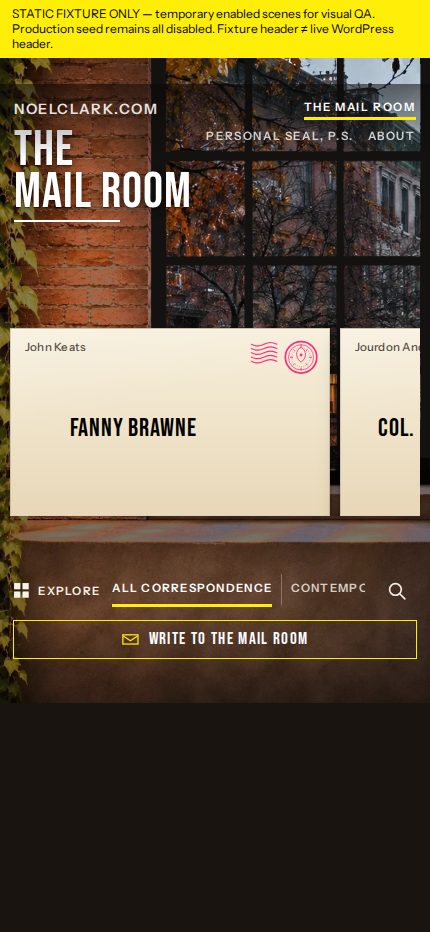 STATIC FIXTURE ONLY — temporary enabled scenes for visual QA.
Production seed remains all disabled. Fixture header ≠ live WordPress
header.
NOELCLARK.COM
THE MAIL ROOM
PERSONAL SEAL, P.S.
ABOUT
THE
MAIL ROOM
John Keats
FANNY BRAWNE
Jourdon
COL.
EXPLORE
ALL CORRESPONDENCE
WRITE TO THE MAIL ROOM